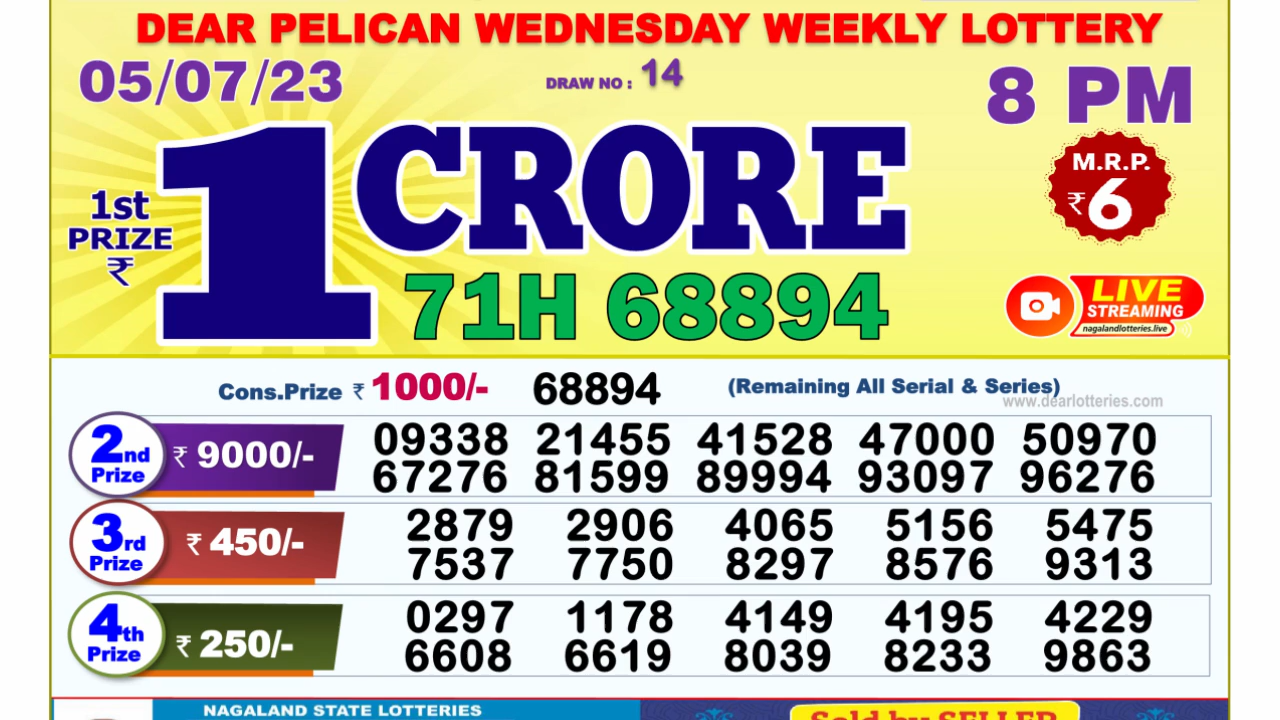 DEAR PELICAN WEDNESDAY WEEKLY LOTTERY
05/07/23
DRAW NO : 14
8 PM
1st
PRIZE
₹
1 CRORE
M.R.P.
₹ 6
71H 68894
LIVE
STREAMING
nagalandlotteries.live
Cons.Prize ₹ 1000/- 68894 (Remaining All Serial & Series)
www.dearlotteries.com
2nd
Prize
₹ 9000/-
09338 21455 41528 47000 50970
67276 81599 89994 93097 96276
3rd
Prize
₹ 450/-
2879 2906 4065 5156 5475
7537 7750 8297 8576 9313
4th
Prize
₹ 250/-
0297 1178 4149 4195 4229
6608 6619 8039 8233 9863
NAGALAND STATE LOTTERIES
Sold by SELLER